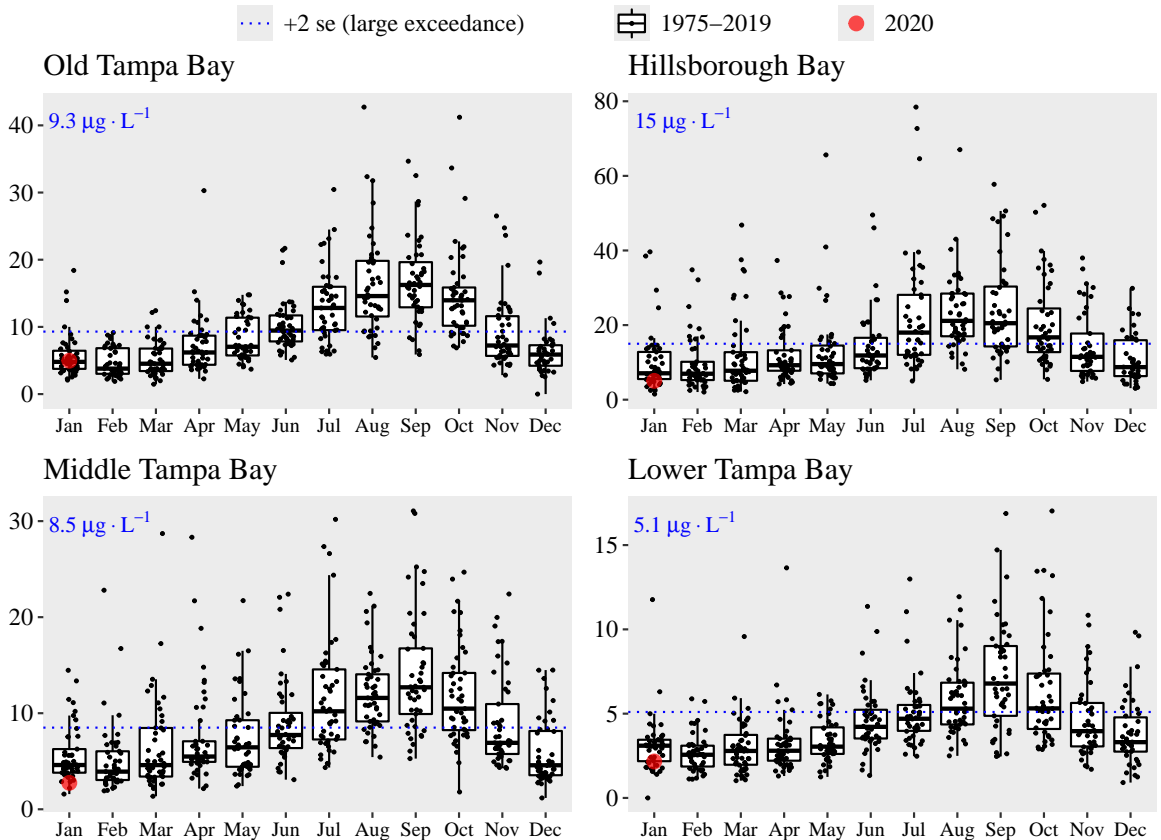 +2 se (large exceedance) 1975−2019 2020
Old Tampa Bay
9.3 μg ⋅ L−1
40
30
20
10
0
Jan Feb Mar Apr May Jun Jul Aug Sep Oct Nov Dec
Hillsborough Bay
15 μg ⋅ L−1
80
60
40
20
0
Jan Feb Mar Apr May Jun Jul Aug Sep Oct Nov Dec
Middle Tampa Bay
8.5 μg ⋅ L−1
30
20
10
0
Jan Feb Mar Apr May Jun Jul Aug Sep Oct Nov Dec
Lower Tampa Bay
5.1 μg ⋅ L−1
15
10
5
0
Jan Feb Mar Apr May Jun Jul Aug Sep Oct Nov Dec